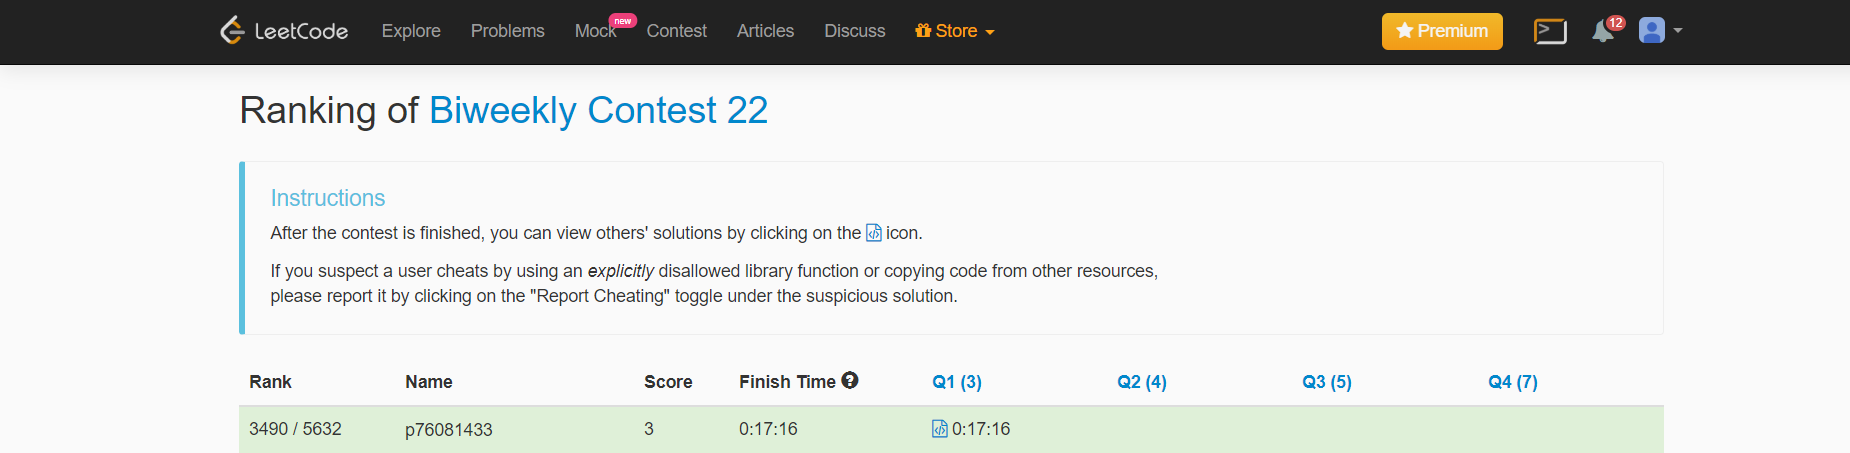 LeetCode Explore Problems Mock new Contest Articles Discuss Store Premium 12
Ranking of Biweekly Contest 22
Instructions
After the contest is finished, you can view others' solutions by clicking on the icon.
If you suspect a user cheats by using an explicitly disallowed library function or copying code from other resources,
please report it by clicking on the "Report Cheating" toggle under the suspicious solution.
Rank Name Score Finish Time Q1 (3) Q2 (4) Q3 (5) Q4 (7)
3490 / 5632 p76081433 3 0:17:16 0:17:16